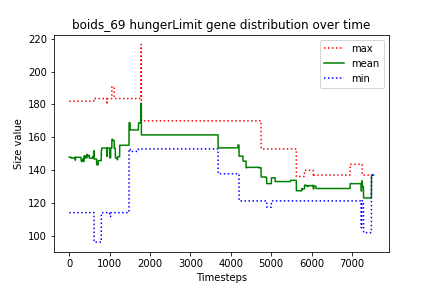 boids_69 hungerLimit gene distribution over time
max
mean
min
Size value
220
200
180
160
140
120
100
0
1000
2000
3000
4000
5000
6000
7000
Timesteps